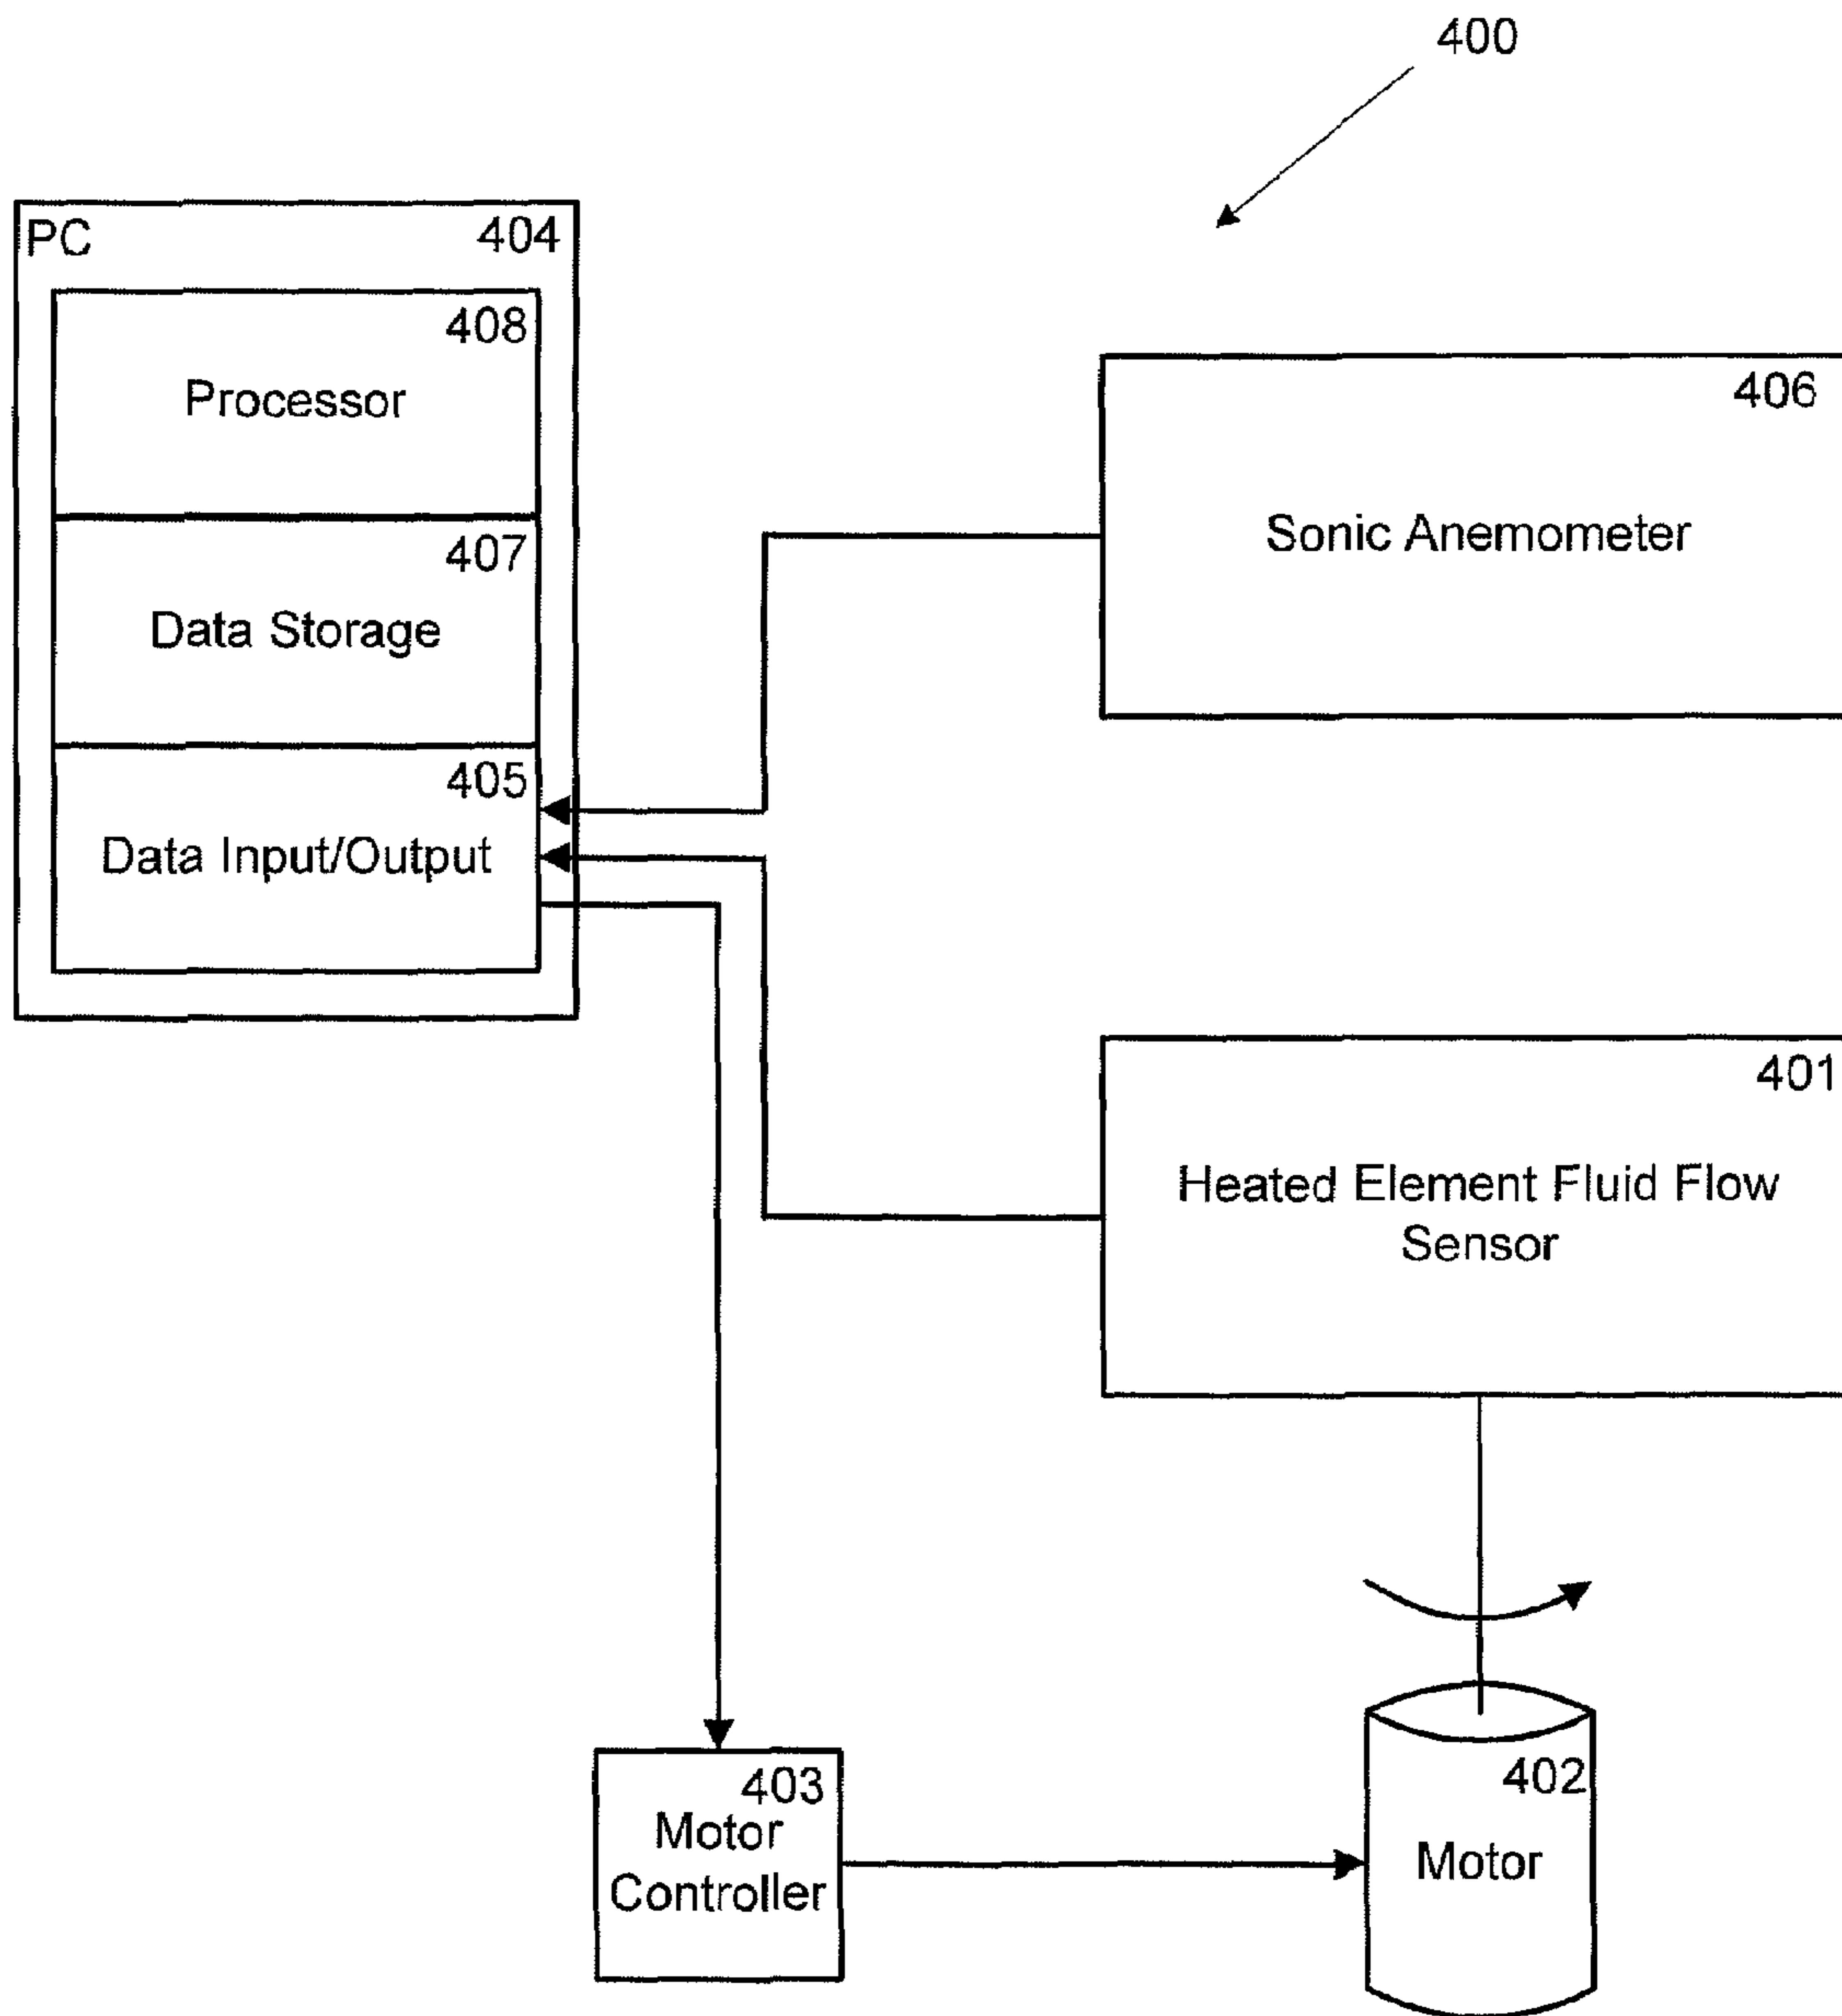 400
PC 404
408
Processor
407
Data Storage
405
Data Input/Output
406
Sonic Anemometer
401
Heated Element Fluid Flow
Sensor
403
Motor
Controller
402
Motor